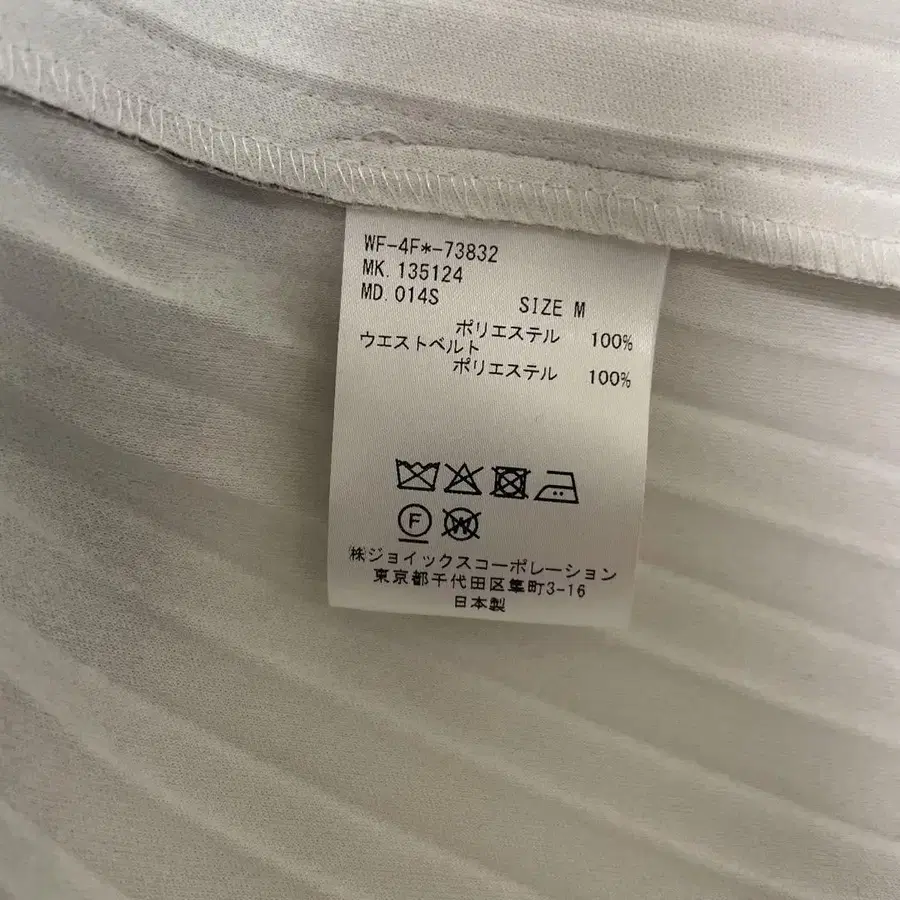 WF-4F*-73832
MK.135124
MD.014S SIZE M
ポリエステル 100%
ウエストベルト
ポリエステル 100%
F
W
㈱ジョイックスコーポレーション
東京都千代田区隼町3-16
日本製